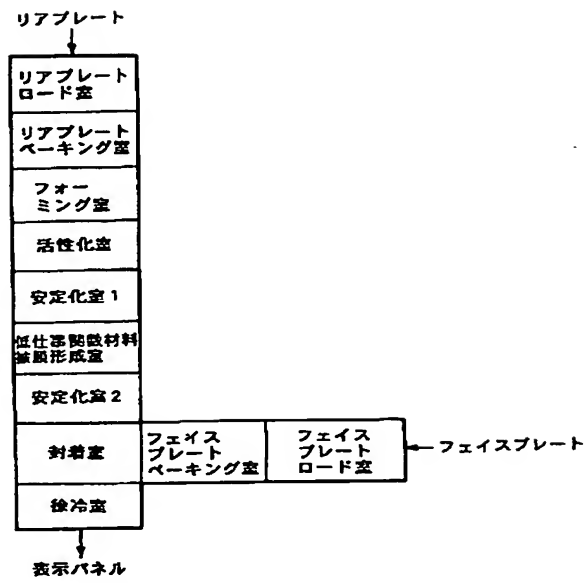 リアプレート
リアプレート
ロード室
リアプレート
ベーキング室
フォー
ミング室
活性化室
安定化室1
低仕事関数材料
被膜形成室
安定化室2
封着室
フェイス
プレート
ベーキング室
フェイス
プレート
ロード室
フェイスプレート
徐冷室
表示パネル